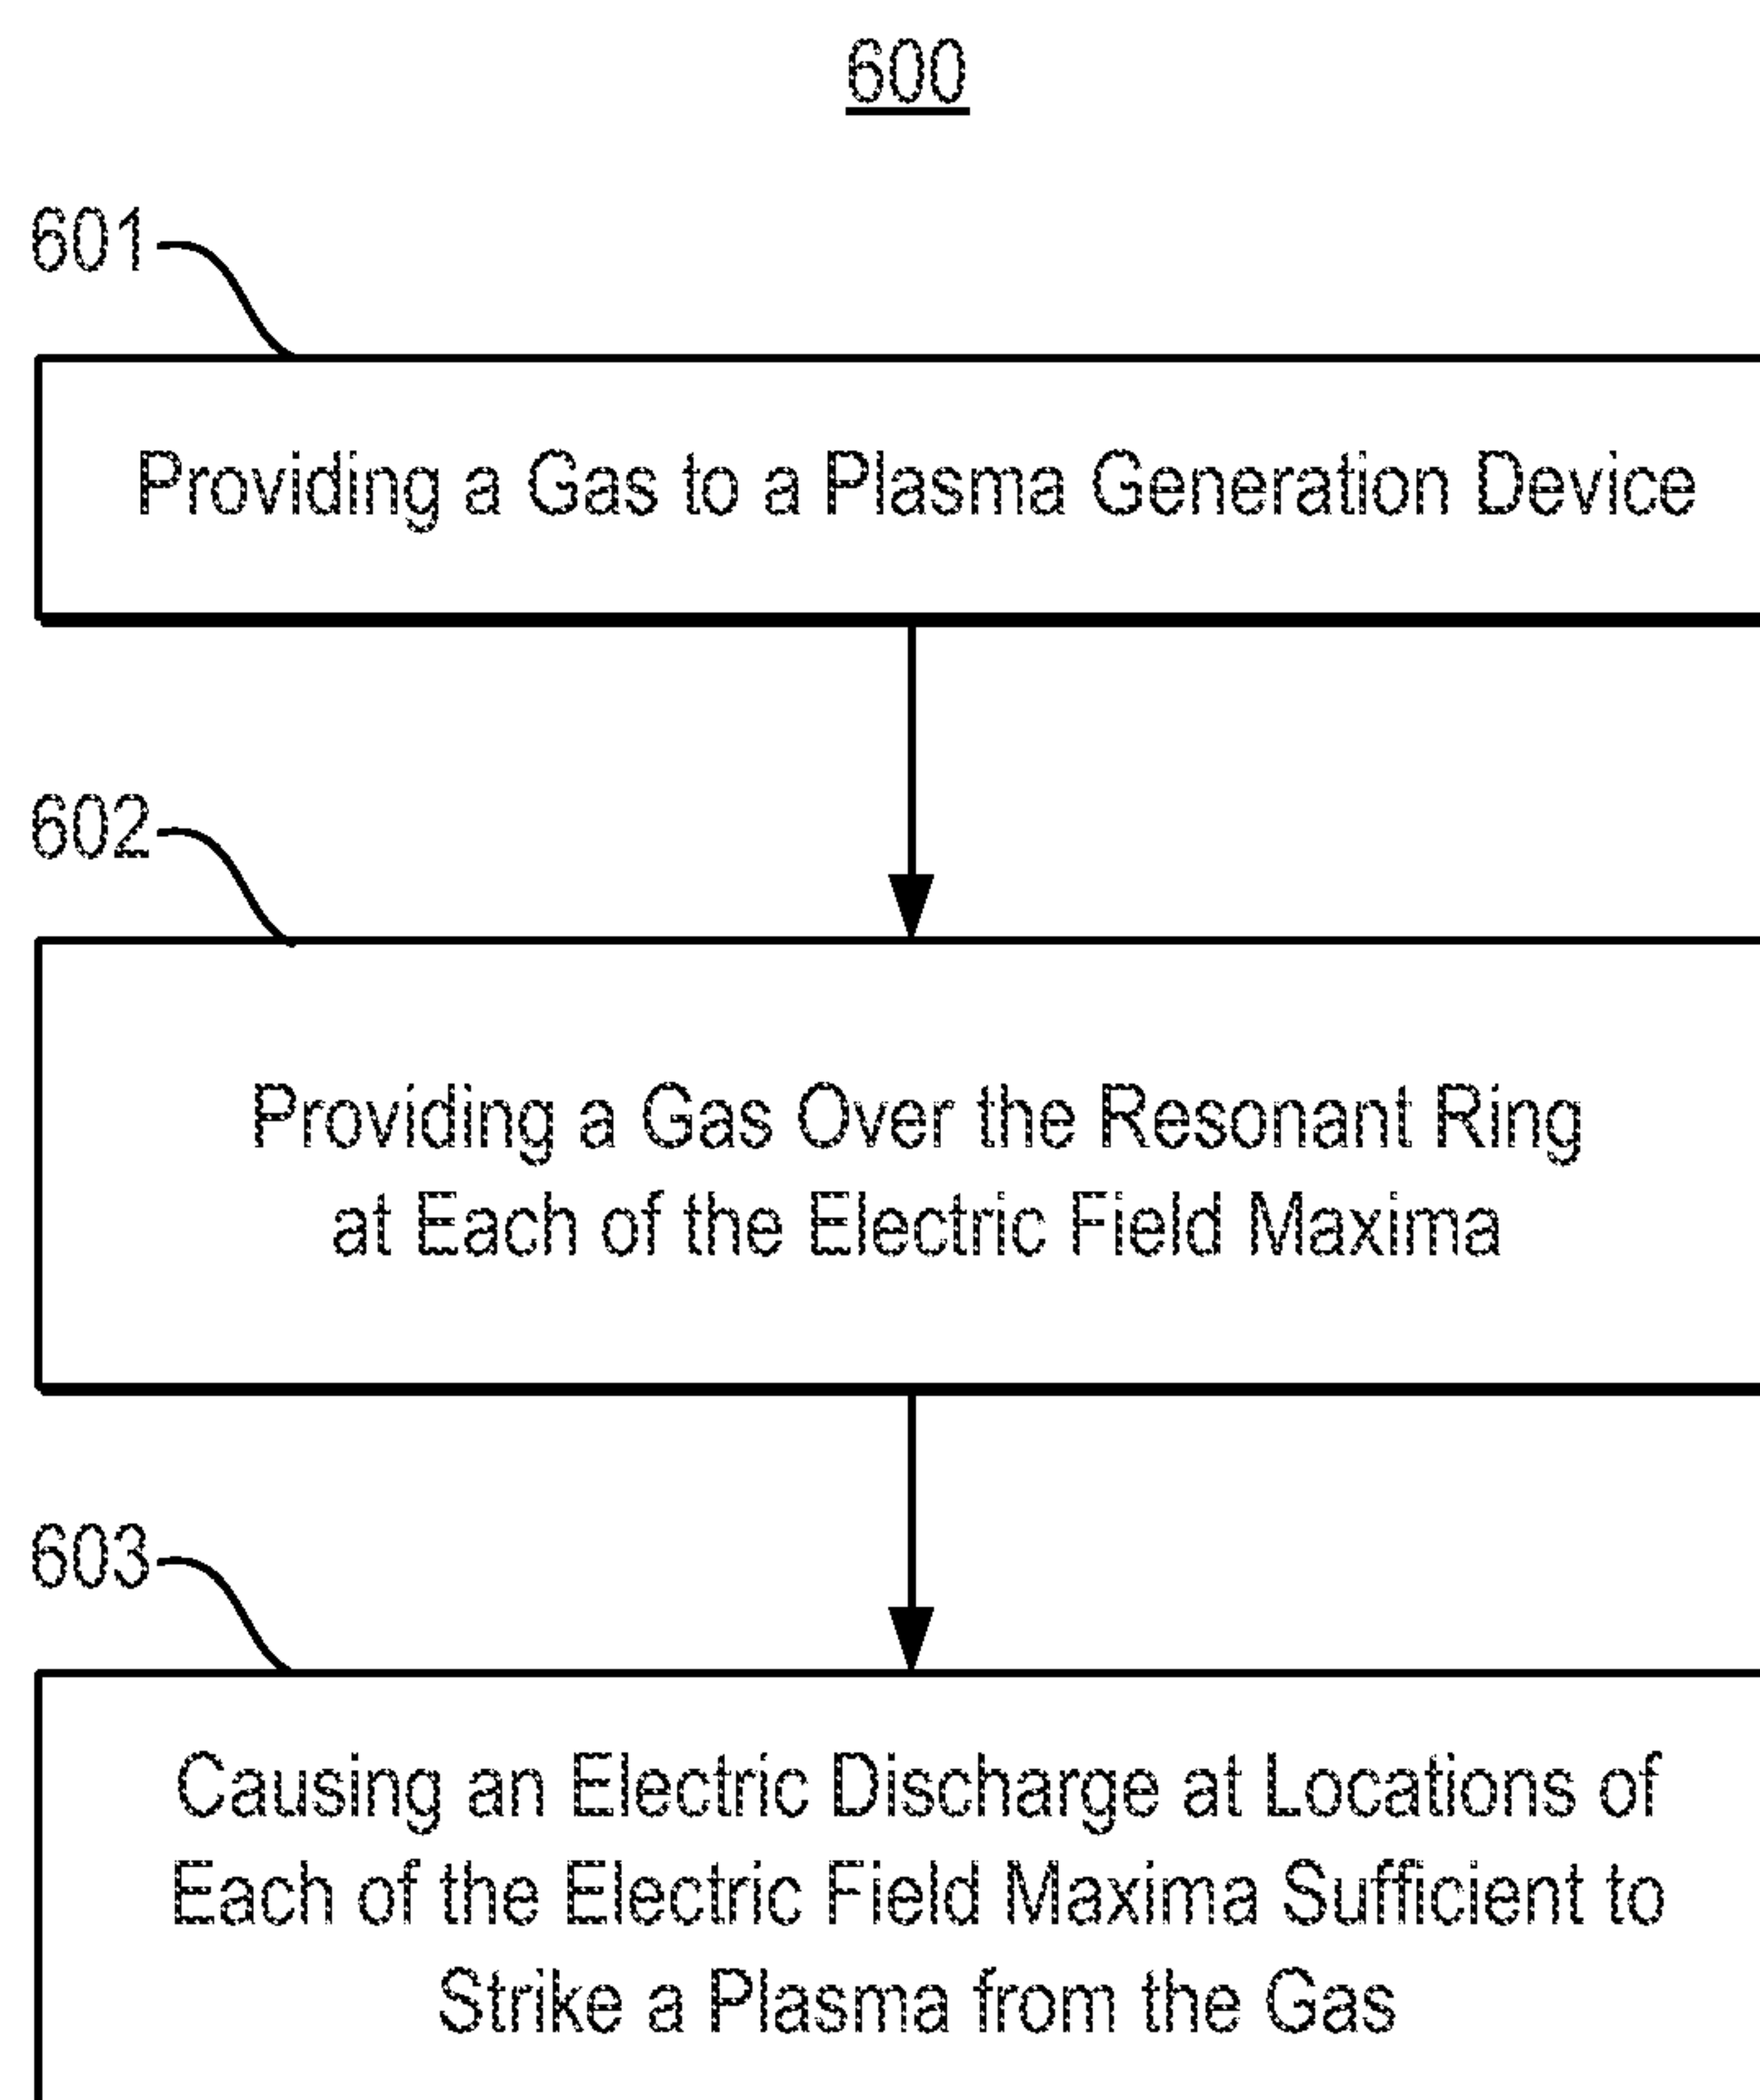 600
601
Providing a Gas to a Plasma Generation Device
602
Providing a Gas Over the Resonant Ring
at Each of the Electric Field Maxima
603
Causing an Electric Discharge at Locations of
Each of the Electric Field Maxima Sufficient to
Strike a Plasma from the Gas